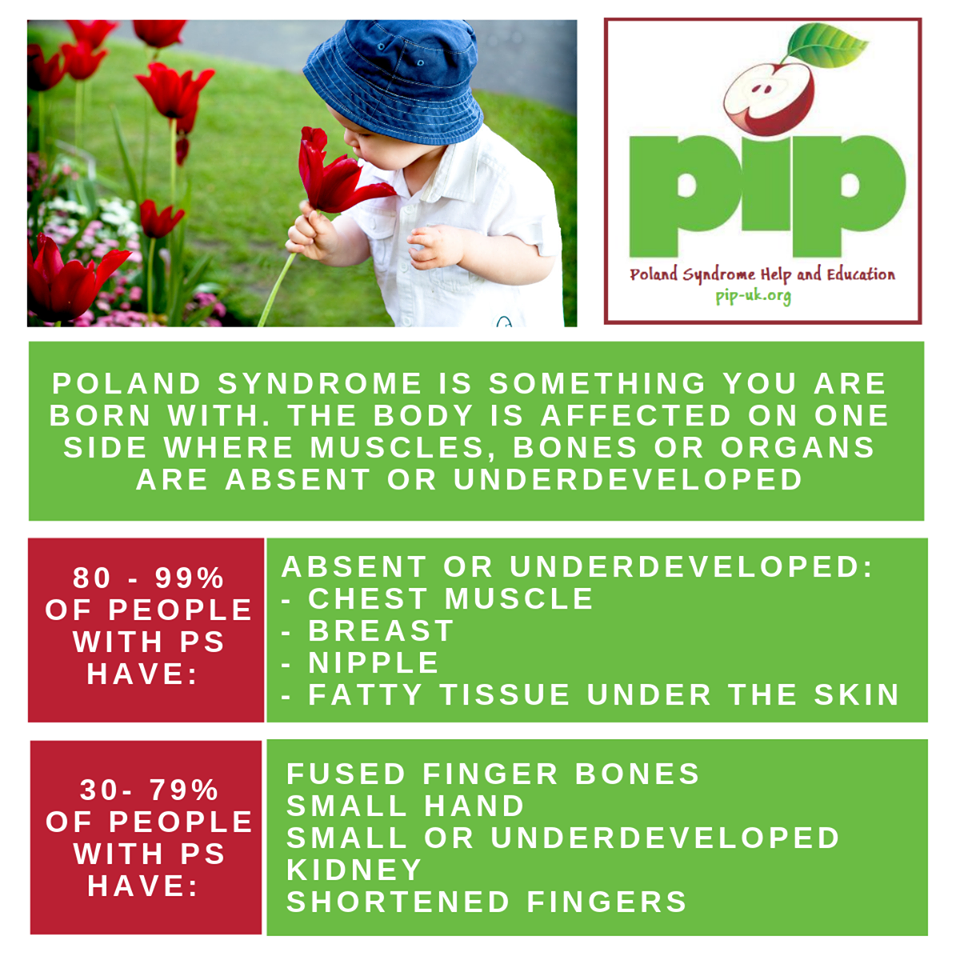 pip
Poland Syndrome Help and Education
pip-uk.org
POLAND SYNDROME IS SOMETHING YOU ARE
BORN WITH. THE BODY IS AFFECTED ON ONE
SIDE WHERE MUSCLES, BONES OR ORGANS
ARE ABSENT OR UNDERDEVELOPED
80 - 99%
OF PEOPLE
WITH PS
HAVE:
ABSENT OR UNDERDEVELOPED:
- CHEST MUSCLE
- BREAST
- NIPPLE
- FATTY TISSUE UNDER THE SKIN
30- 79%
OF PEOPLE
WITH PS
HAVE:
FUSED FINGER BONES
SMALL HAND
SMALL OR UNDERDEVELOPED
KIDNEY
SHORTENED FINGERS